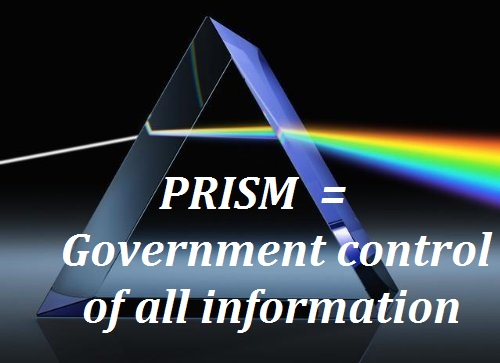 PRISM =
Government control
of all information